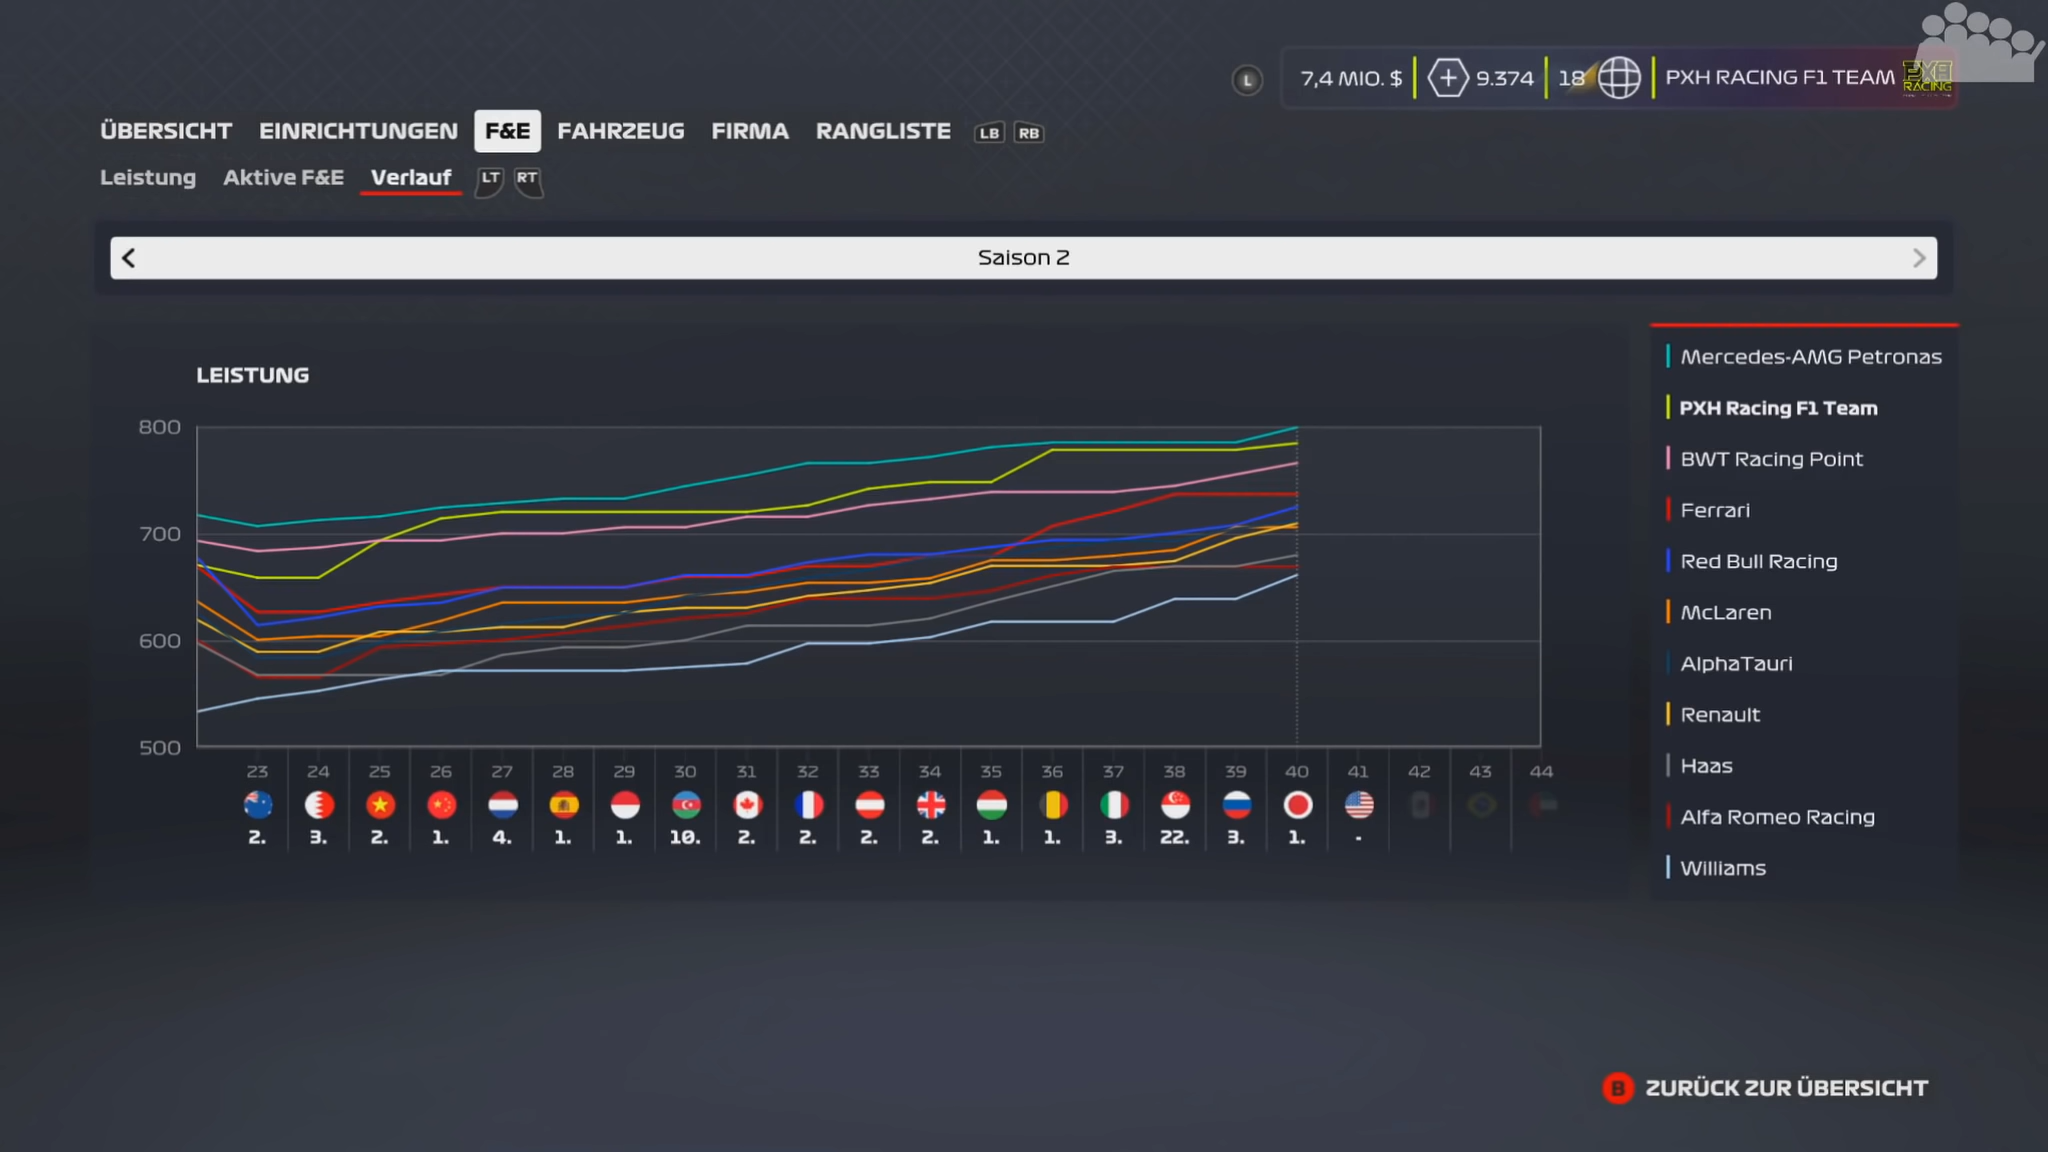 L 7,4 MIO. $ 9.374 18 PXH RACING F1 TEAM PXH RACING
ÜBERSICHT EINRICHTUNGEN F&E FAHRZEUG FIRMA RANGLISTE LB RB
Leistung Aktive F&E Verlauf LT RT
Saison 2
LEISTUNG
800
700
600
500
23 24 25 26 27 28 29 30 31 32 33 34 35 36 37 38 39 40 41 42 43 44
2. 3. 2. 1. 4. 1. 1. 10. 2. 2. 2. 2. 1. 1. 3. 22. 3. 1. -
Mercedes-AMG Petronas
PXH Racing F1 Team
BWT Racing Point
Ferrari
Red Bull Racing
McLaren
AlphaTauri
Renault
Haas
Alfa Romeo Racing
Williams
B ZURÜCK ZUR ÜBERSICHT